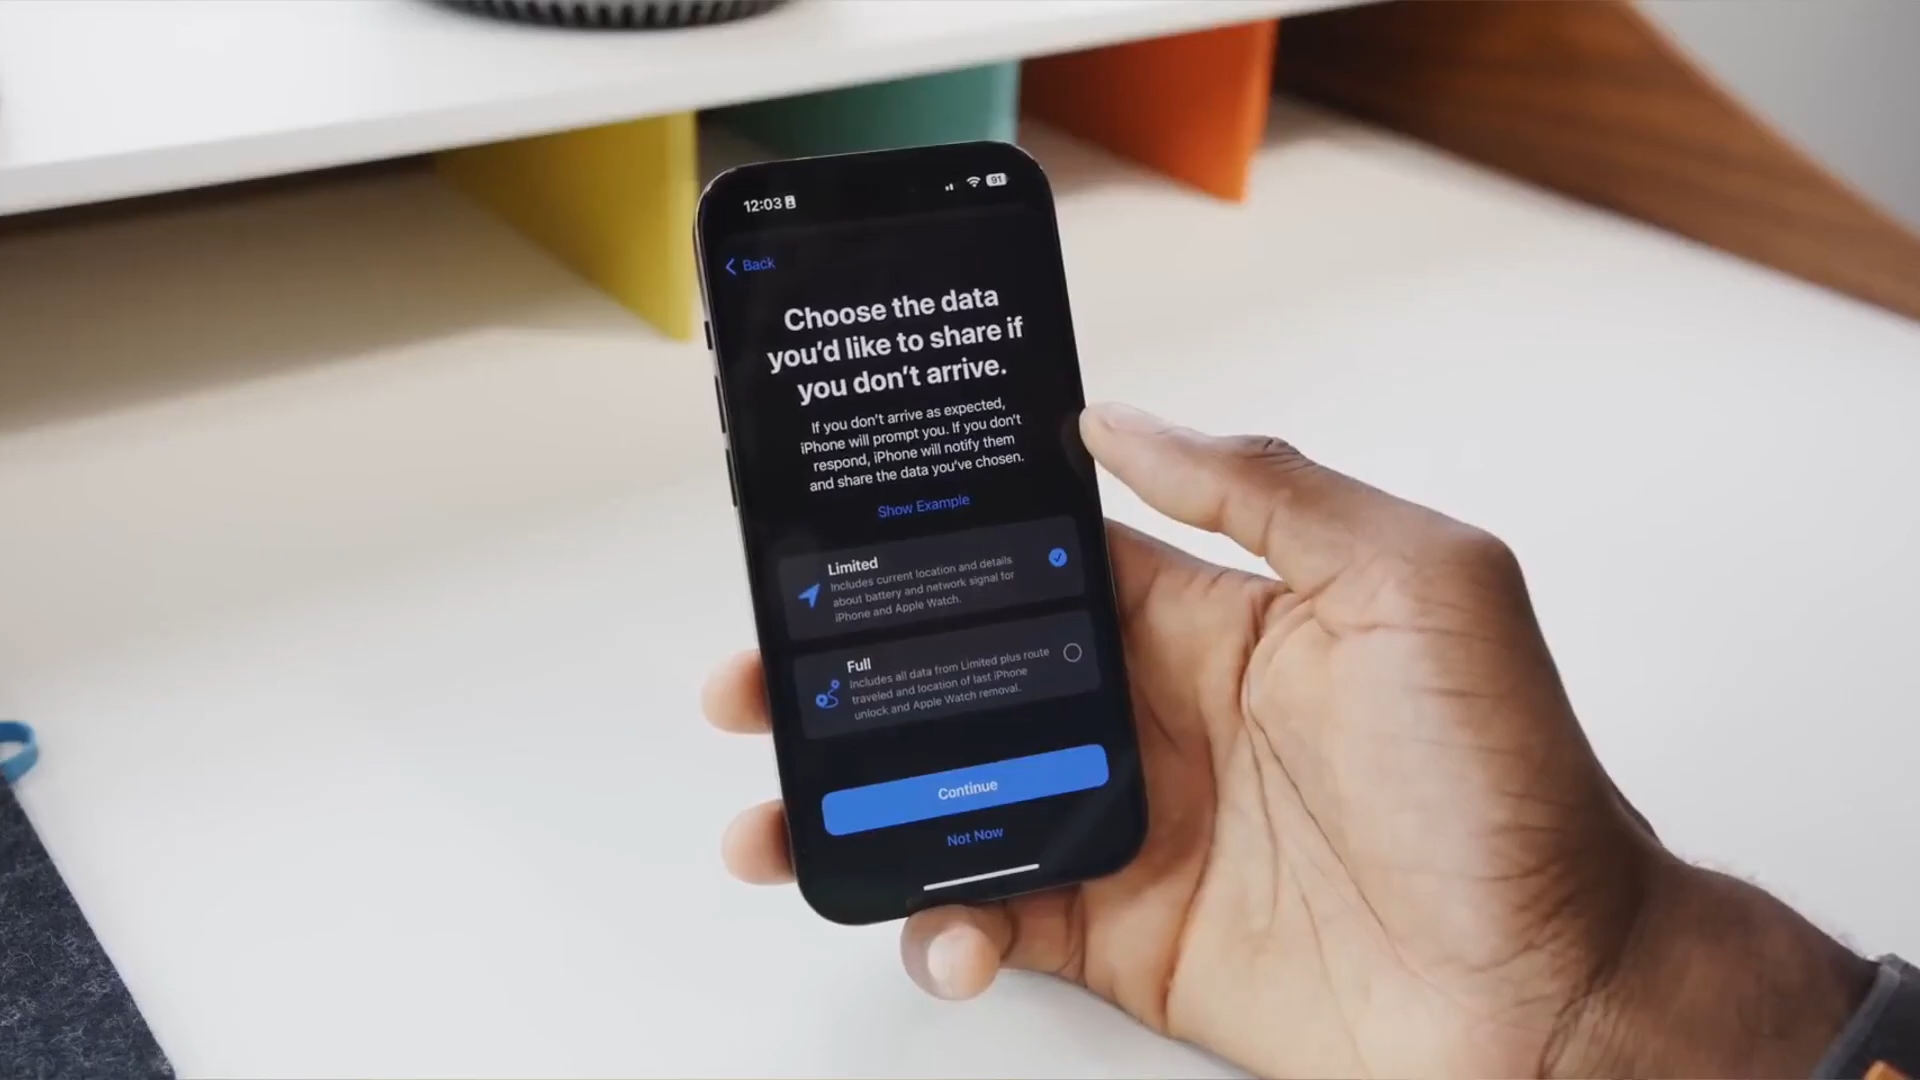 12:03
91
Back
Choose the data
you'd like to share if
you don't arrive.
If you don't arrive as expected,
iPhone will prompt you. If you don't
respond, iPhone will notify them
and share the data you've chosen.
Show Example
Limited
Includes current location and details
about battery and network signal for
iPhone and Apple Watch.
Full
Includes all data from Limited plus route
traveled and location of last iPhone
unlock and Apple Watch removal.
Continue
Not Now